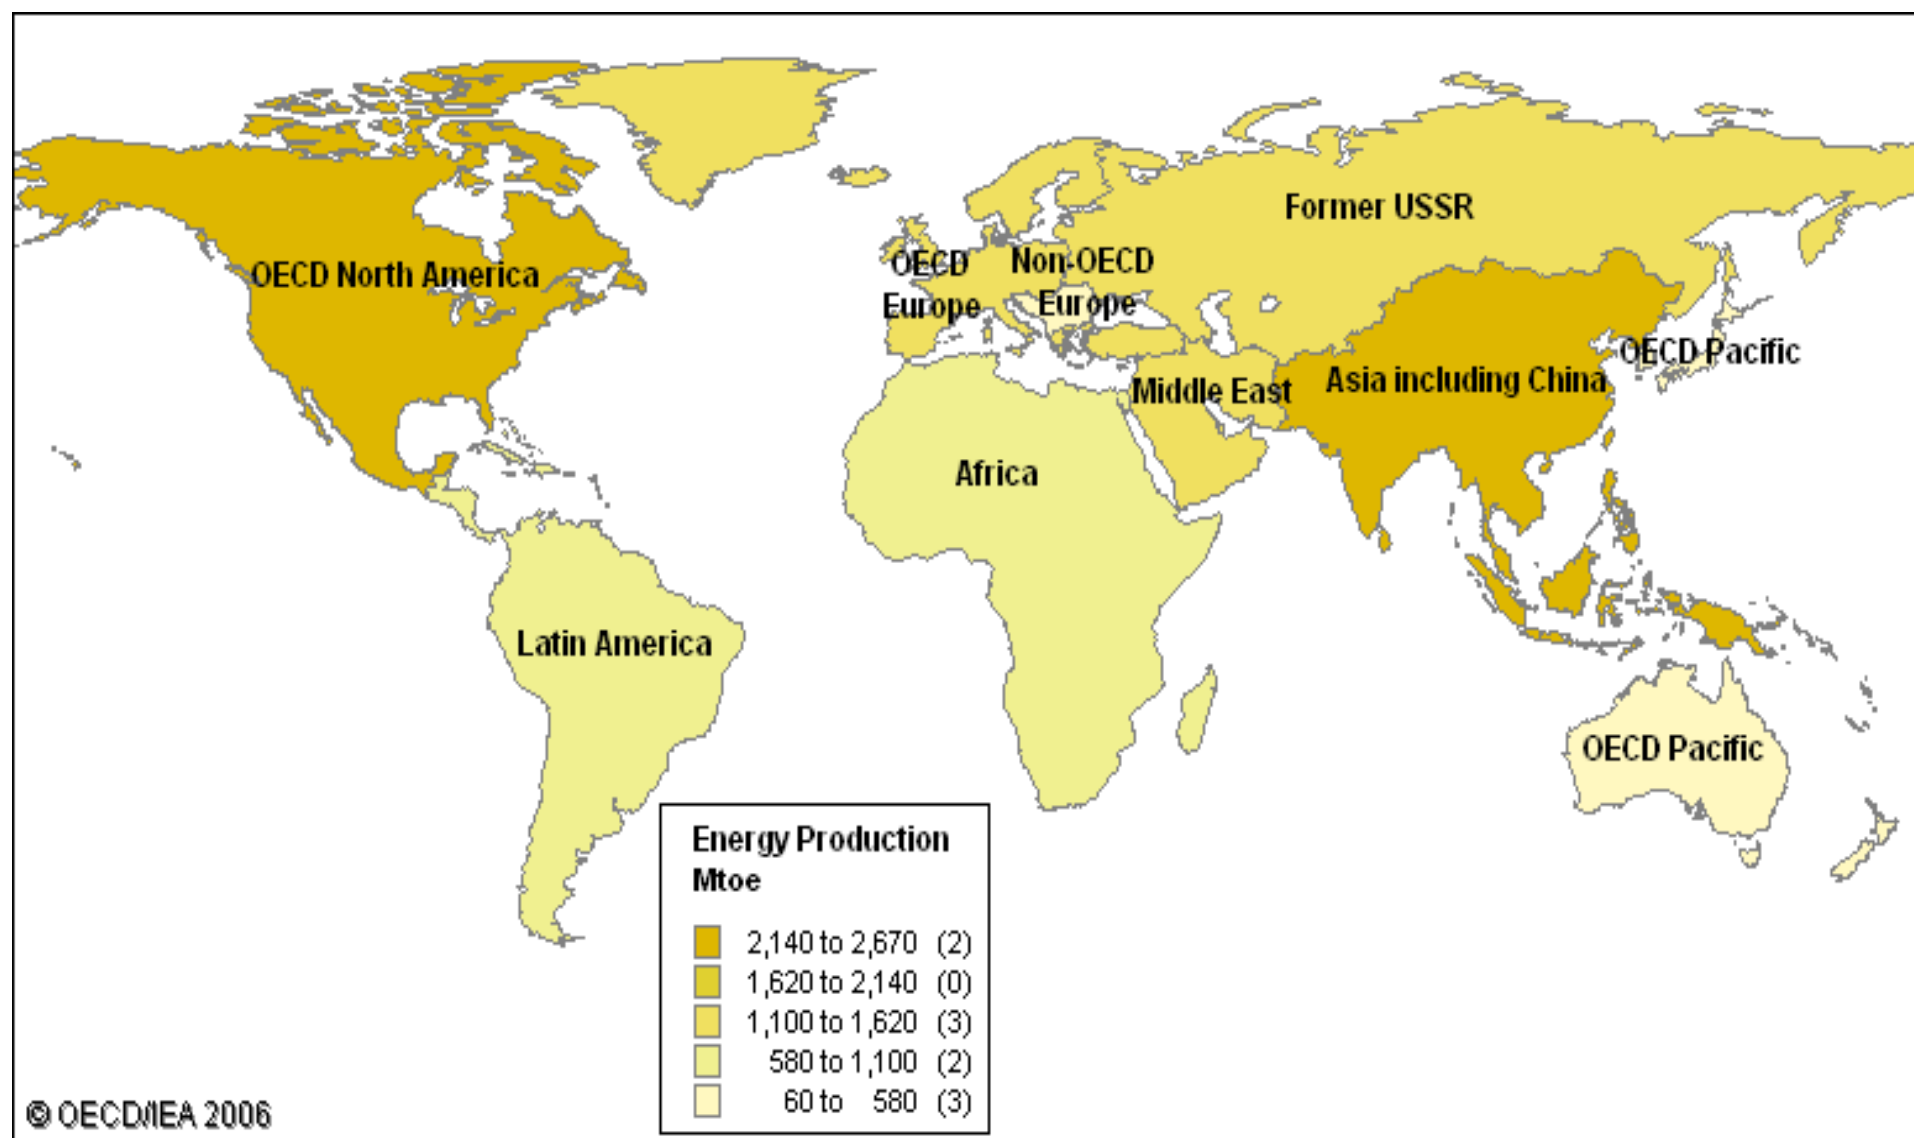 Former USSR
OECD North America
OECD
Europe
Non-OECD
Europe
OECD Pacific
Asia including China
Middle East
Africa
Latin America
OECD Pacific
Energy Production
Mtoe
2,140 to 2,670 (2)
1,620 to 2,140 (0)
1,100 to 1,620 (3)
580 to 1,100 (2)
60 to 580 (3)
© OECD/IEA 2006